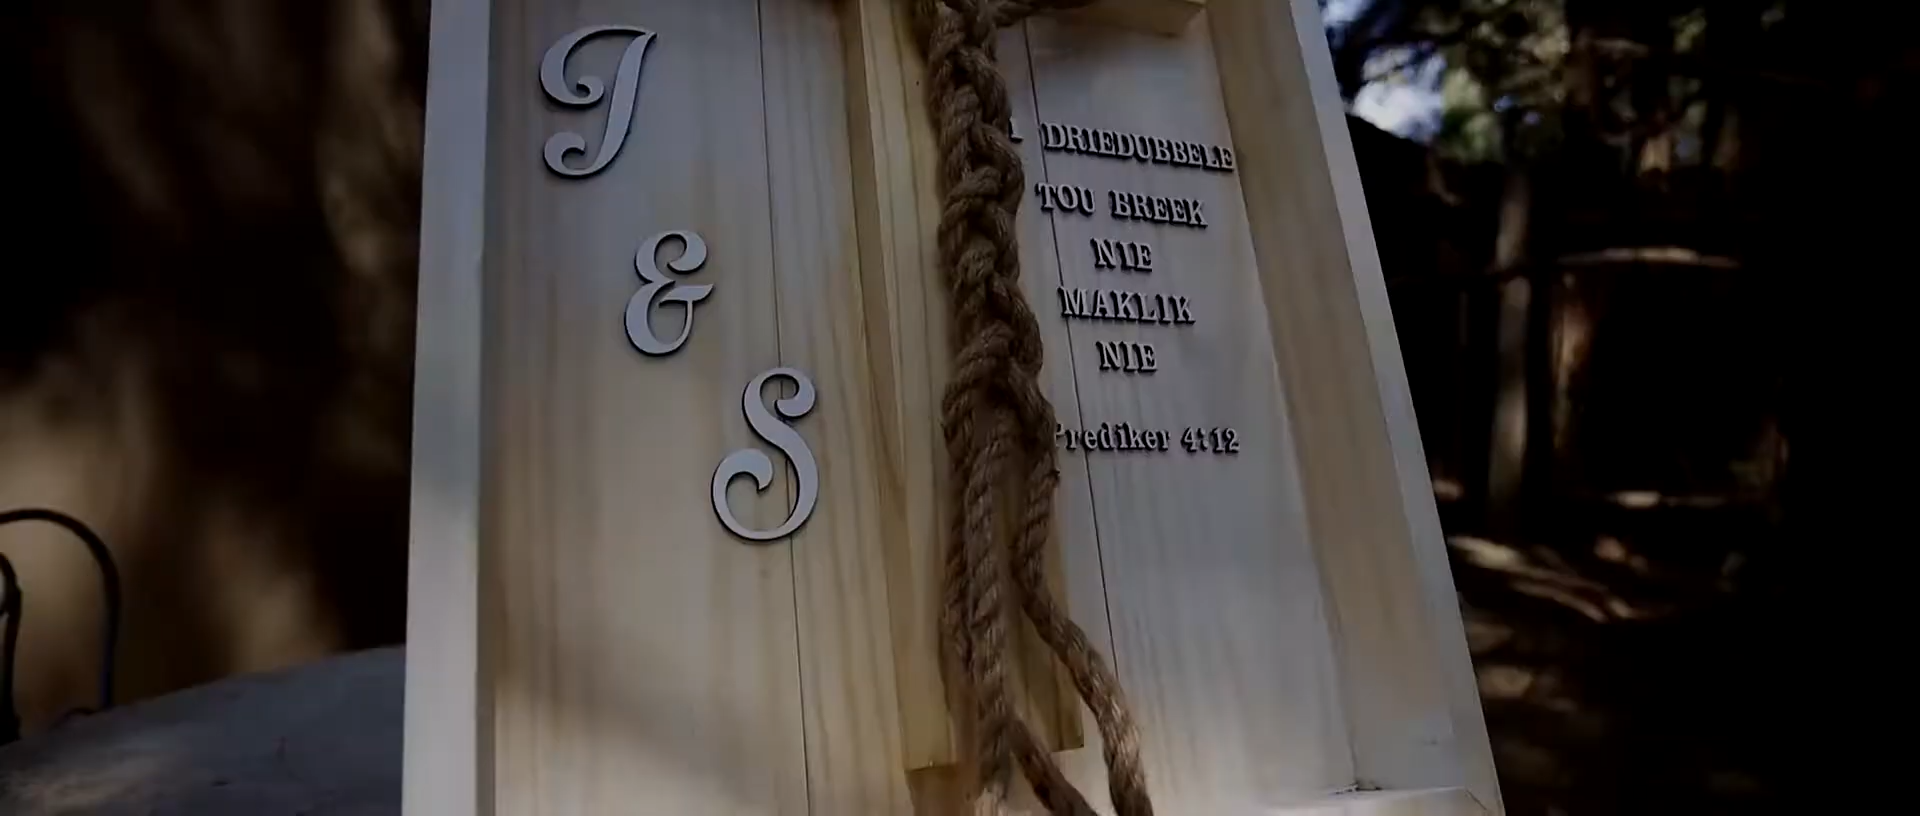 J
&
S
DRIEDUBBELE
TOU BREEK
NIE
MAKLIK
NIE
Prediker 4:12